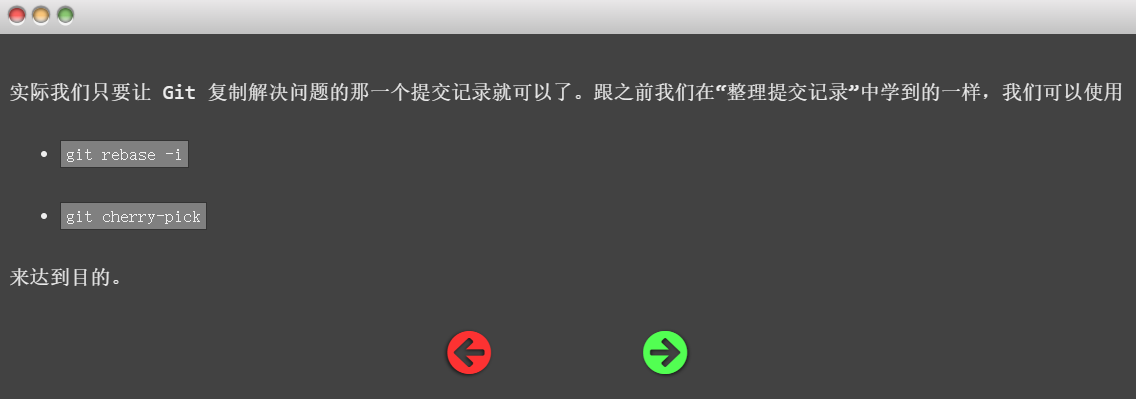 实际我们只要让 Git 复制解决问题的那一个提交记录就可以了。跟之前我们在“整理提交记录”中学到的一样，我们可以使用
git rebase -i
git cherry-pick
来达到目的。